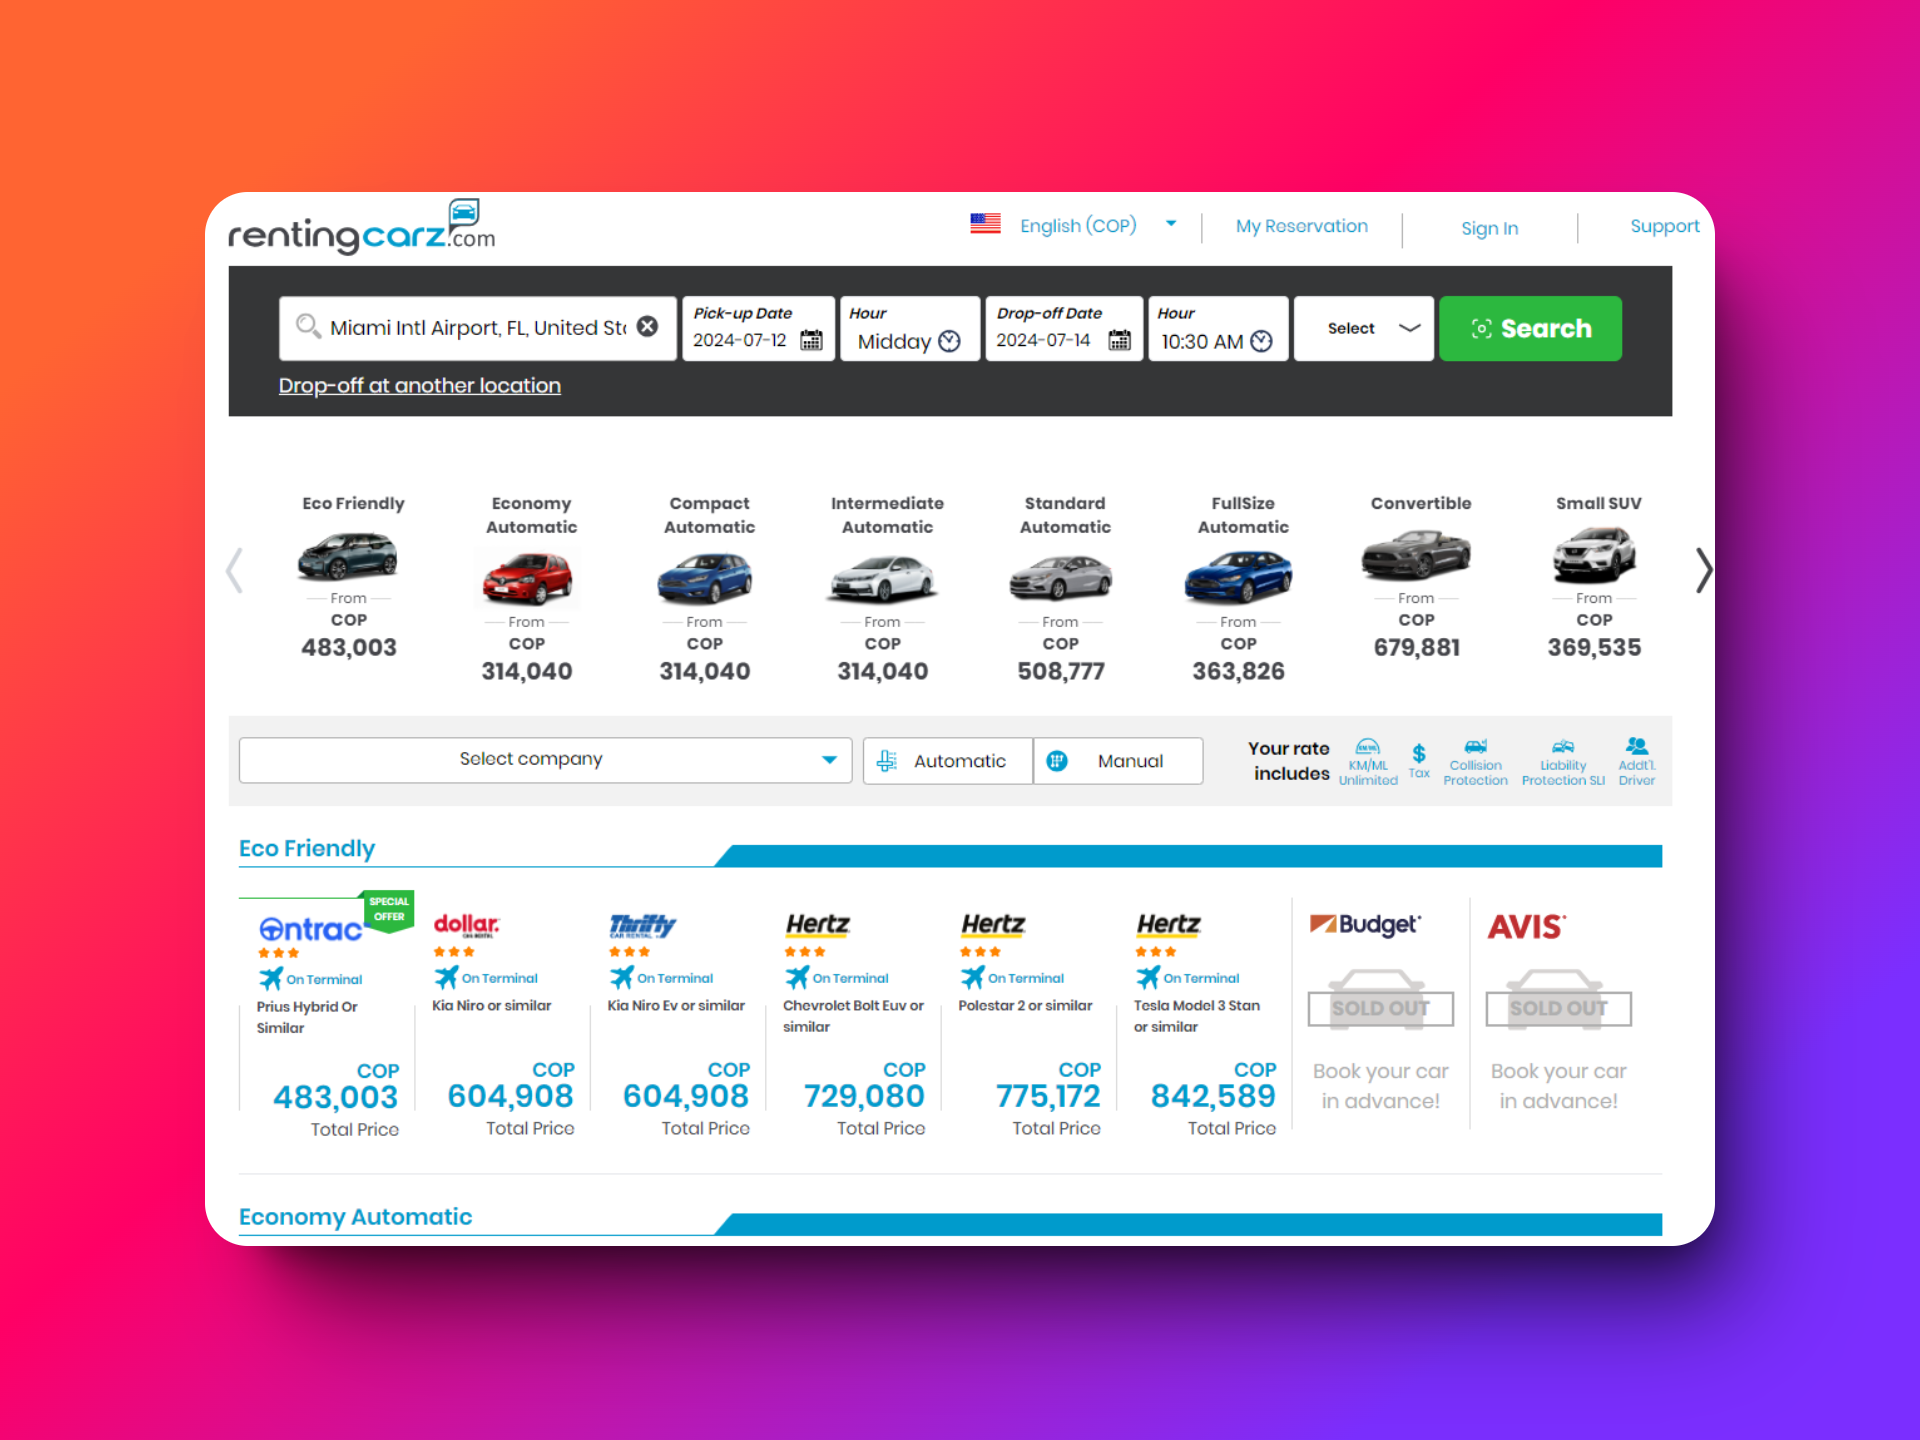 rentingcarz.com
English (COP)
My Reservation
Sign In
Support
Miami Intl Airport, FL, United Sta
Pick-up Date
2024-07-12
Hour
Midday
Drop-off Date
2024-07-14
Hour
10:30 AM
Select
Search
Drop-off at another location
Eco Friendly
From
COP
483,003
Economy
Automatic
From
COP
314,040
Compact
Automatic
From
COP
314,040
Intermediate
Automatic
From
COP
314,040
Standard
Automatic
From
COP
508,777
FullSize
Automatic
From
COP
363,826
Convertible
From
COP
679,881
Small SUV
From
COP
369,535
Select company
Automatic
Manual
Your rate
includes
KM/ML
Unlimited
Tax
Collision
Protection
Liability
Protection SLI
Addt'l.
Driver
Eco Friendly
SPECIAL
OFFER
Ontrac
On Terminal
Prius Hybrid Or
Similar
COP
483,003
Total Price
dollar.
CAR RENTAL
On Terminal
Kia Niro or similar
COP
604,908
Total Price
Thrifty
CAR RENTAL
On Terminal
Kia Niro Ev or similar
COP
604,908
Total Price
Hertz
On Terminal
Chevrolet Bolt Euv or
similar
COP
729,080
Total Price
Hertz
On Terminal
Polestar 2 or similar
COP
775,172
Total Price
Hertz
On Terminal
Tesla Model 3 Stan
or similar
COP
842,589
Total Price
Budget
SOLD OUT
Book your car
in advance!
AVIS
SOLD OUT
Book your car
in advance!
Economy Automatic